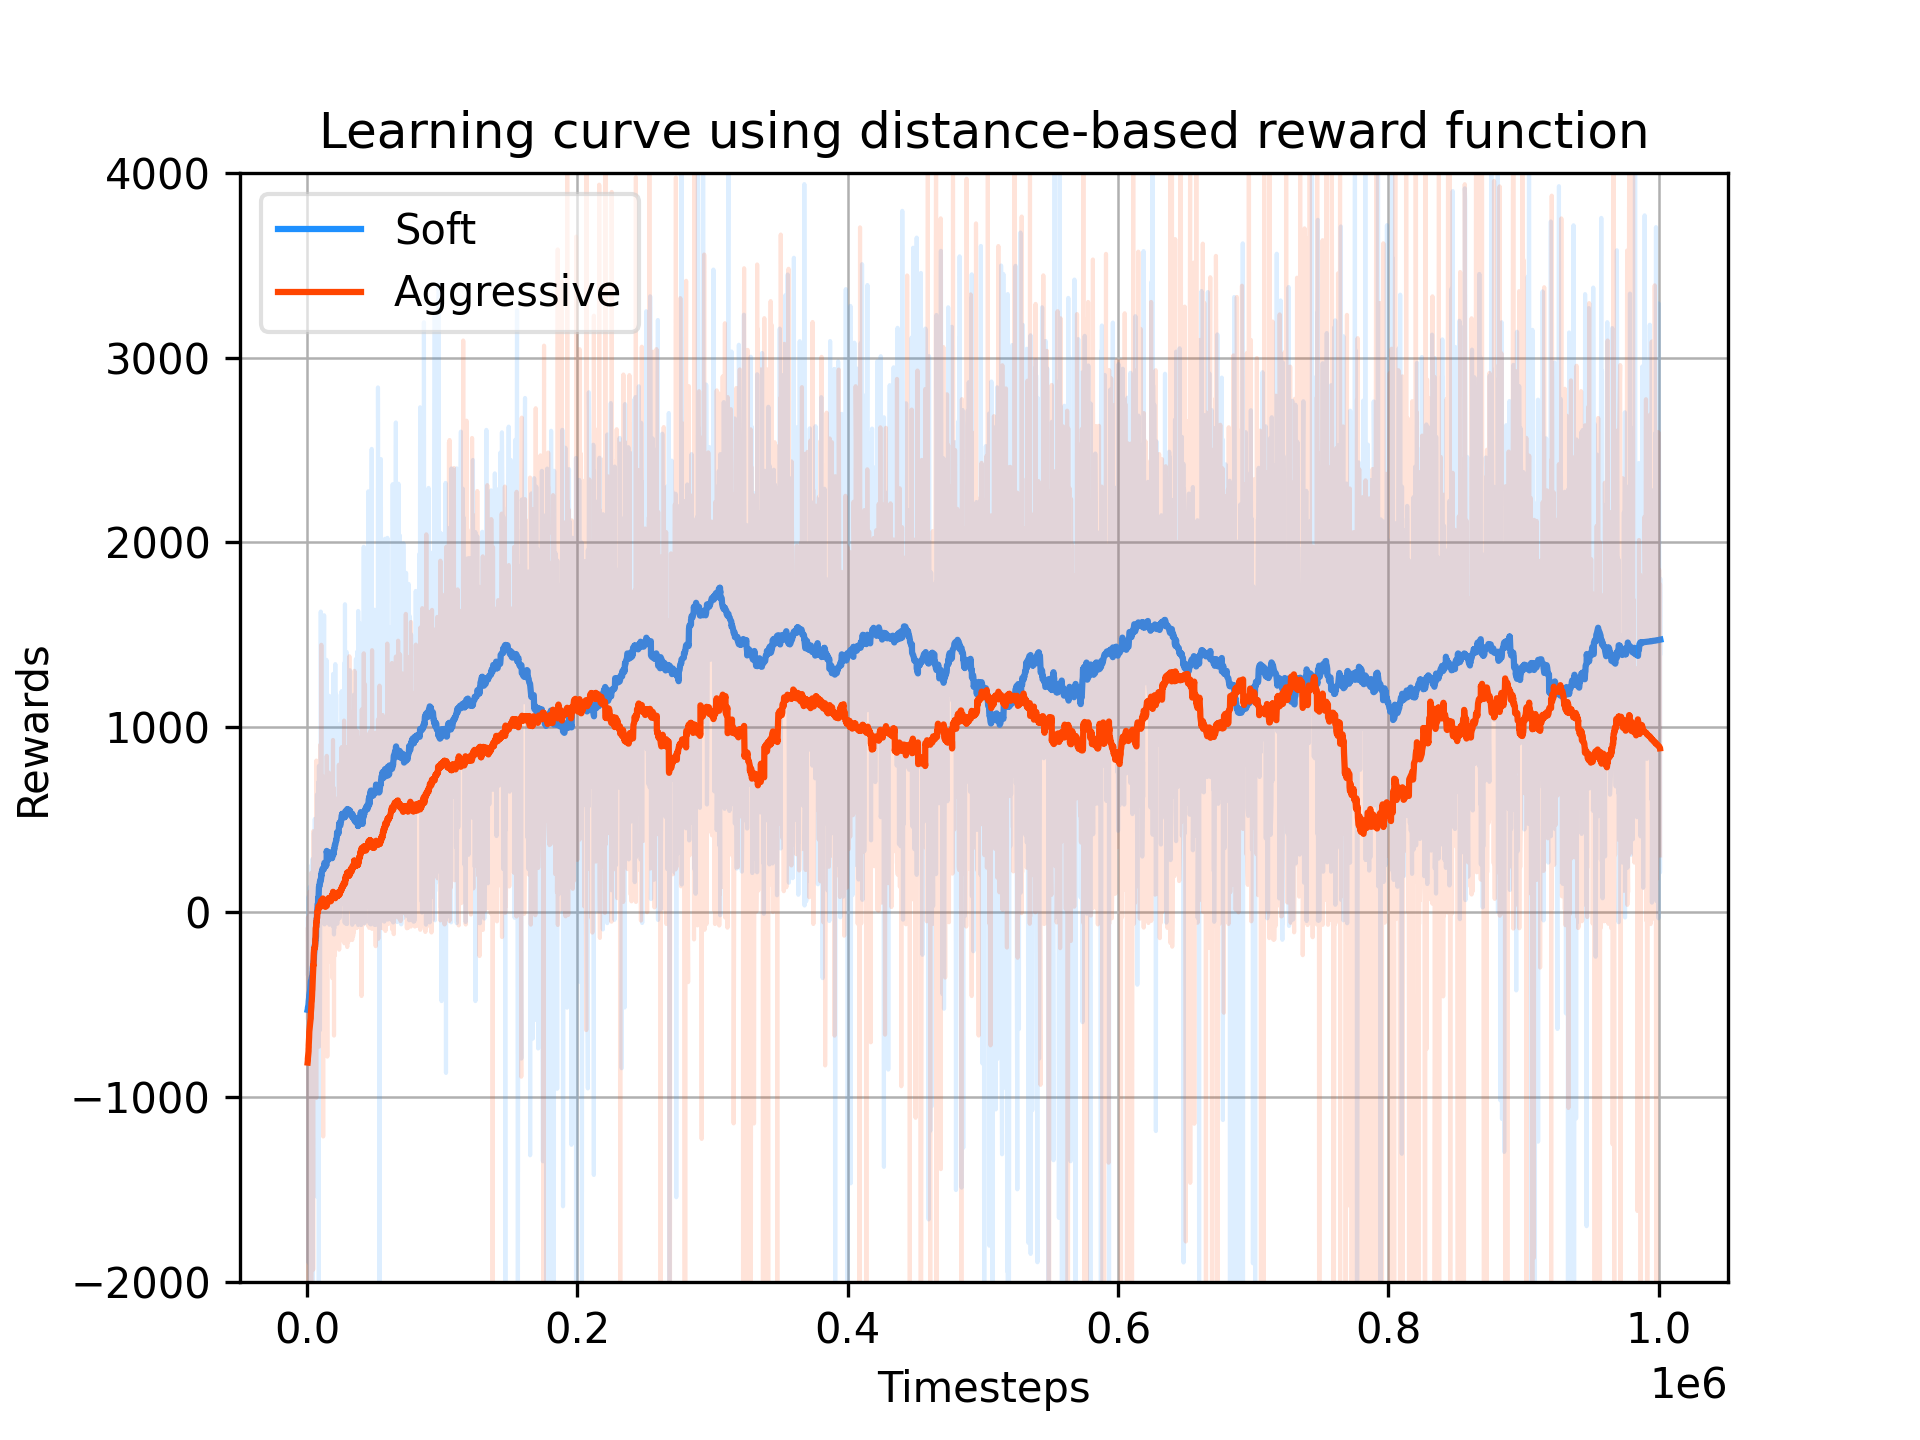 Learning curve using distance-based reward function
4000
3000
2000
1000
0
−1000
−2000
Rewards
Soft
Aggressive
0.0 0.2 0.4 0.6 0.8 1.0
Timesteps
1e6